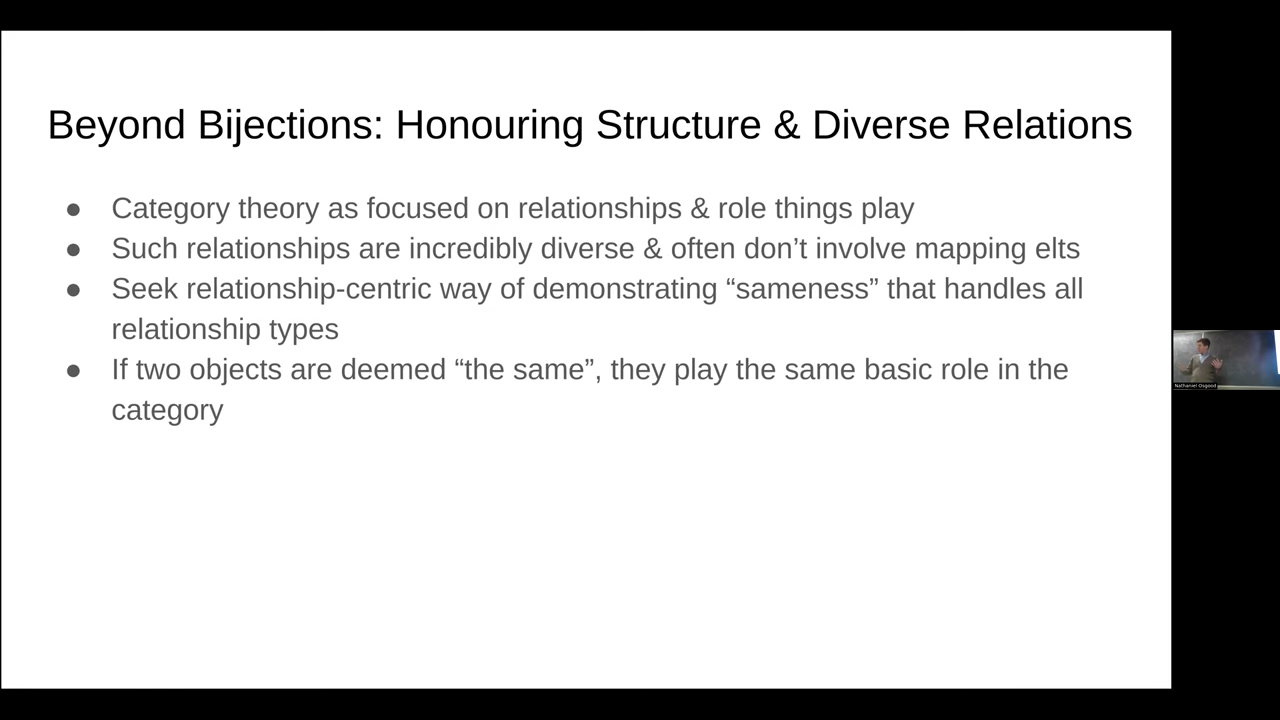 Beyond Bijections: Honouring Structure & Diverse Relations
● Category theory as focused on relationships & role things play
● Such relationships are incredibly diverse & often don’t involve mapping elts
● Seek relationship-centric way of demonstrating “sameness” that handles all
relationship types
● If two objects are deemed “the same”, they play the same basic role in the
category
Nathaniel Osgood